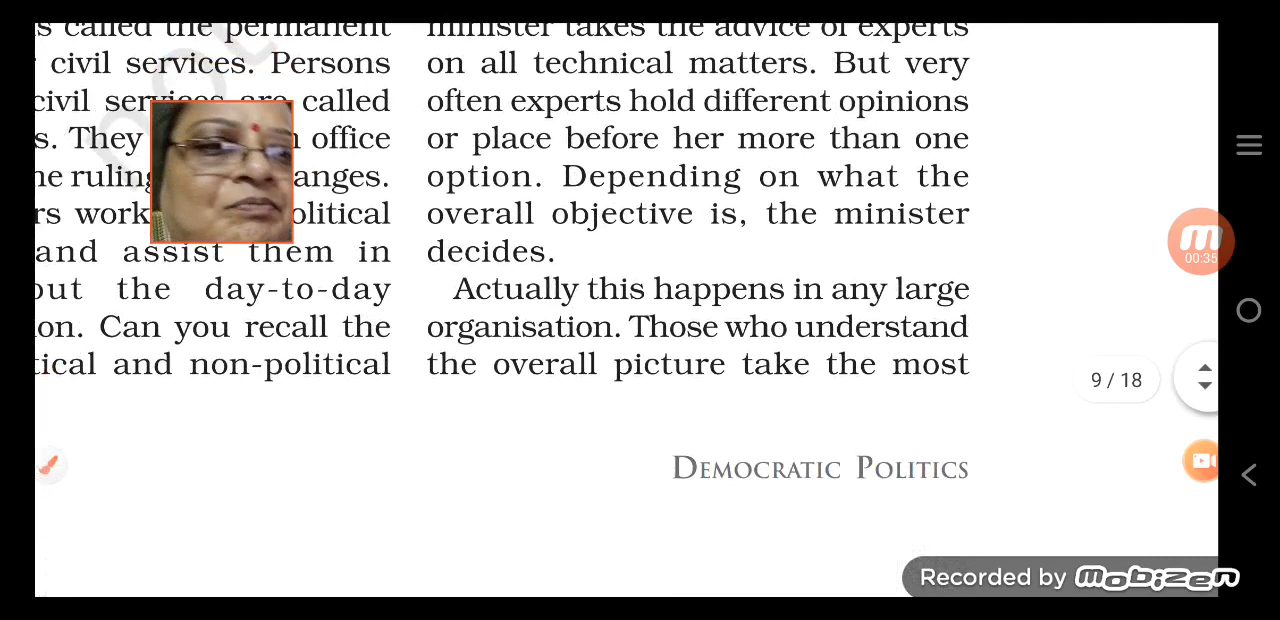 s called the permanent
civil services. Persons
civil services are called
s. They
office
ne ruling
anges.
rs work
olitical
and assist them in
out the day-to-day
on. Can you recall the
tical and non-political
minister takes the advice of experts
on all technical matters. But very
often experts hold different opinions
or place before her more than one
option. Depending on what the
overall objective is, the minister
decides.
Actually this happens in any large
organisation. Those who understand
the overall picture take the most
DEMOCRATIC POLITICS
00:35
9 / 18
Recorded by mobizen